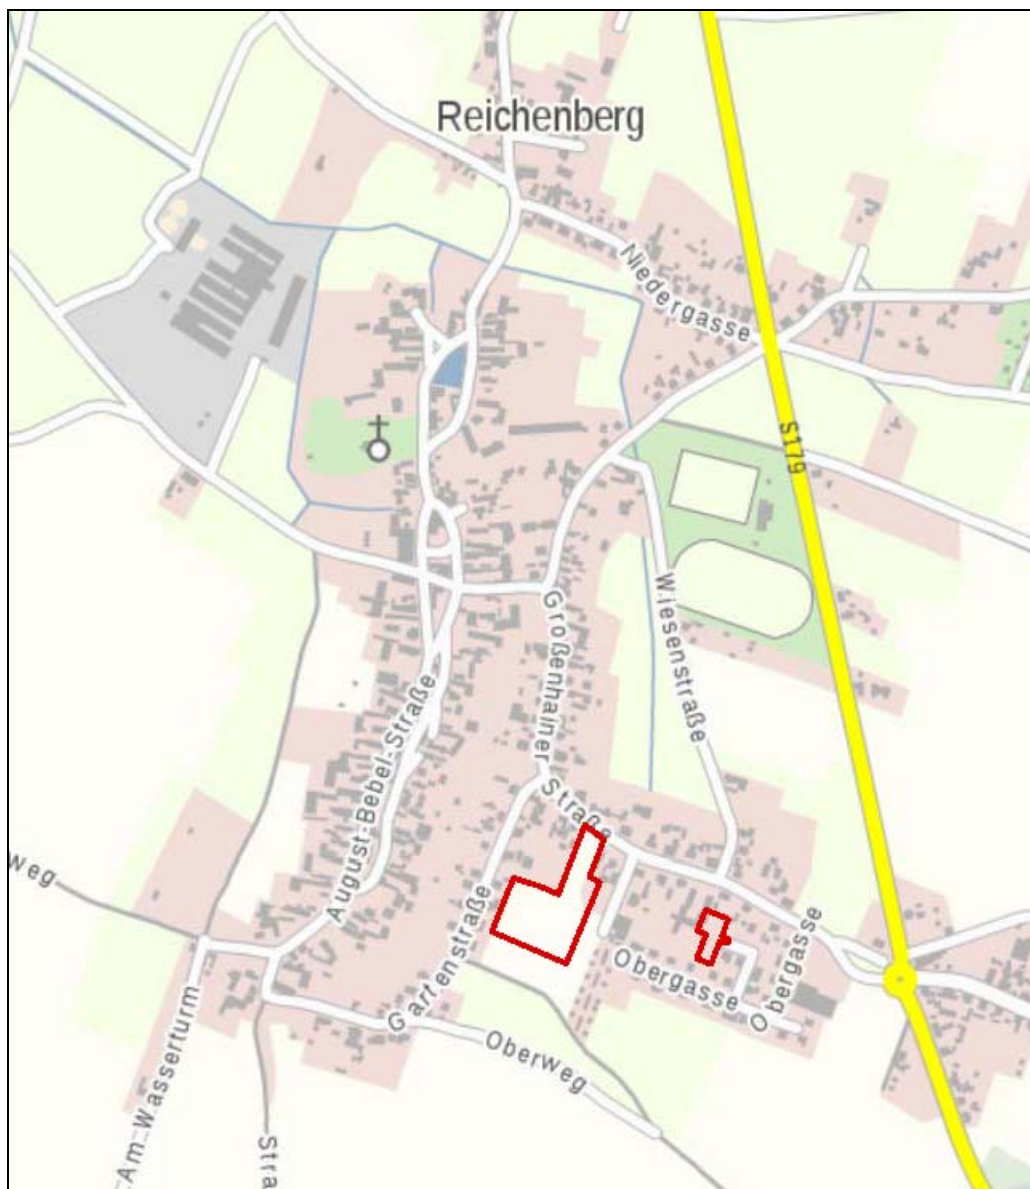 Reichenberg
Niedergasse
S179
Wiesenstraße
Großenhainer Straße
August-Bebel-Straße
Weg
Gartenstraße
Obergasse
Obergasse
Oberweg
Am Wasserturm
Stra